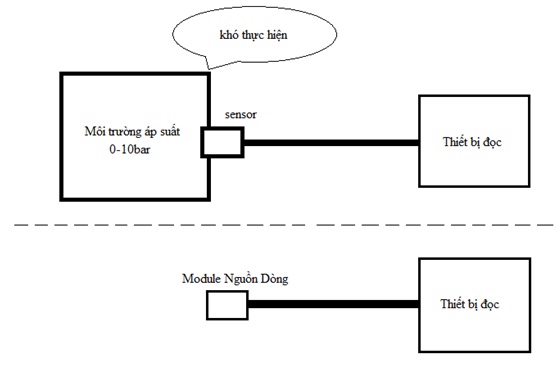 khó thực hiện
sensor
Môi trường áp suất
0-10bar
Thiết bị đọc
Module Nguồn Dòng
Thiết bị đọc